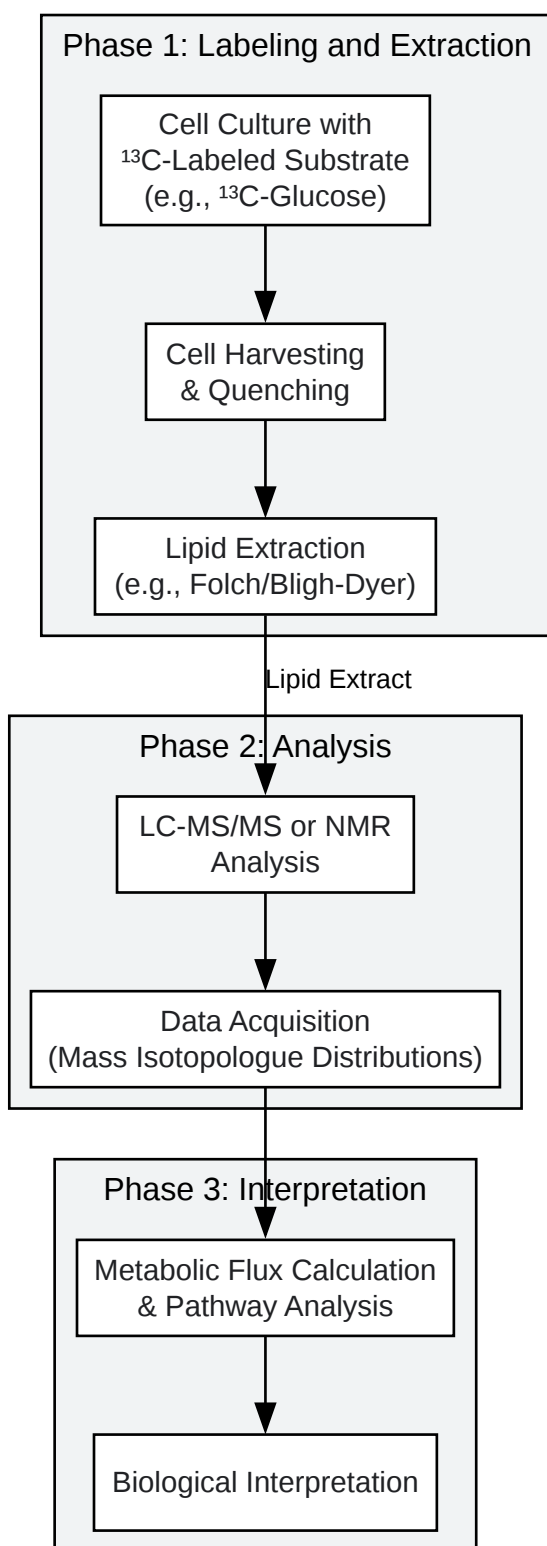 Phase 1: Labeling and Extraction
Cell Culture with
¹³C-Labeled Substrate
(e.g., ¹³C-Glucose)
Cell Harvesting
& Quenching
Lipid Extraction
(e.g., Folch/Bligh-Dyer)
Lipid Extract
Phase 2: Analysis
LC-MS/MS or NMR
Analysis
Data Acquisition
(Mass Isotopologue Distributions)
Phase 3: Interpretation
Metabolic Flux Calculation
& Pathway Analysis
Biological Interpretation